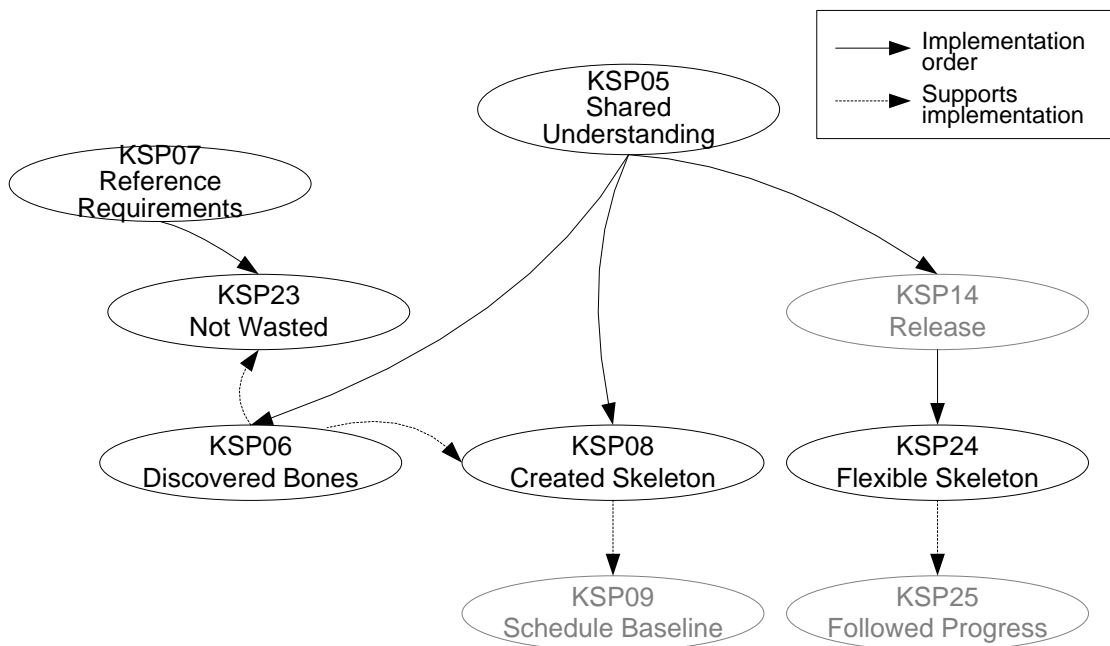 Implementation
order
Supports
implementation
KSP05
Shared
Understanding
KSP07
Reference
Requirements
KSP23
Not Wasted
KSP14
Release
KSP06
Discovered Bones
KSP08
Created Skeleton
KSP24
Flexible Skeleton
KSP09
Schedule Baseline
KSP25
Followed Progress